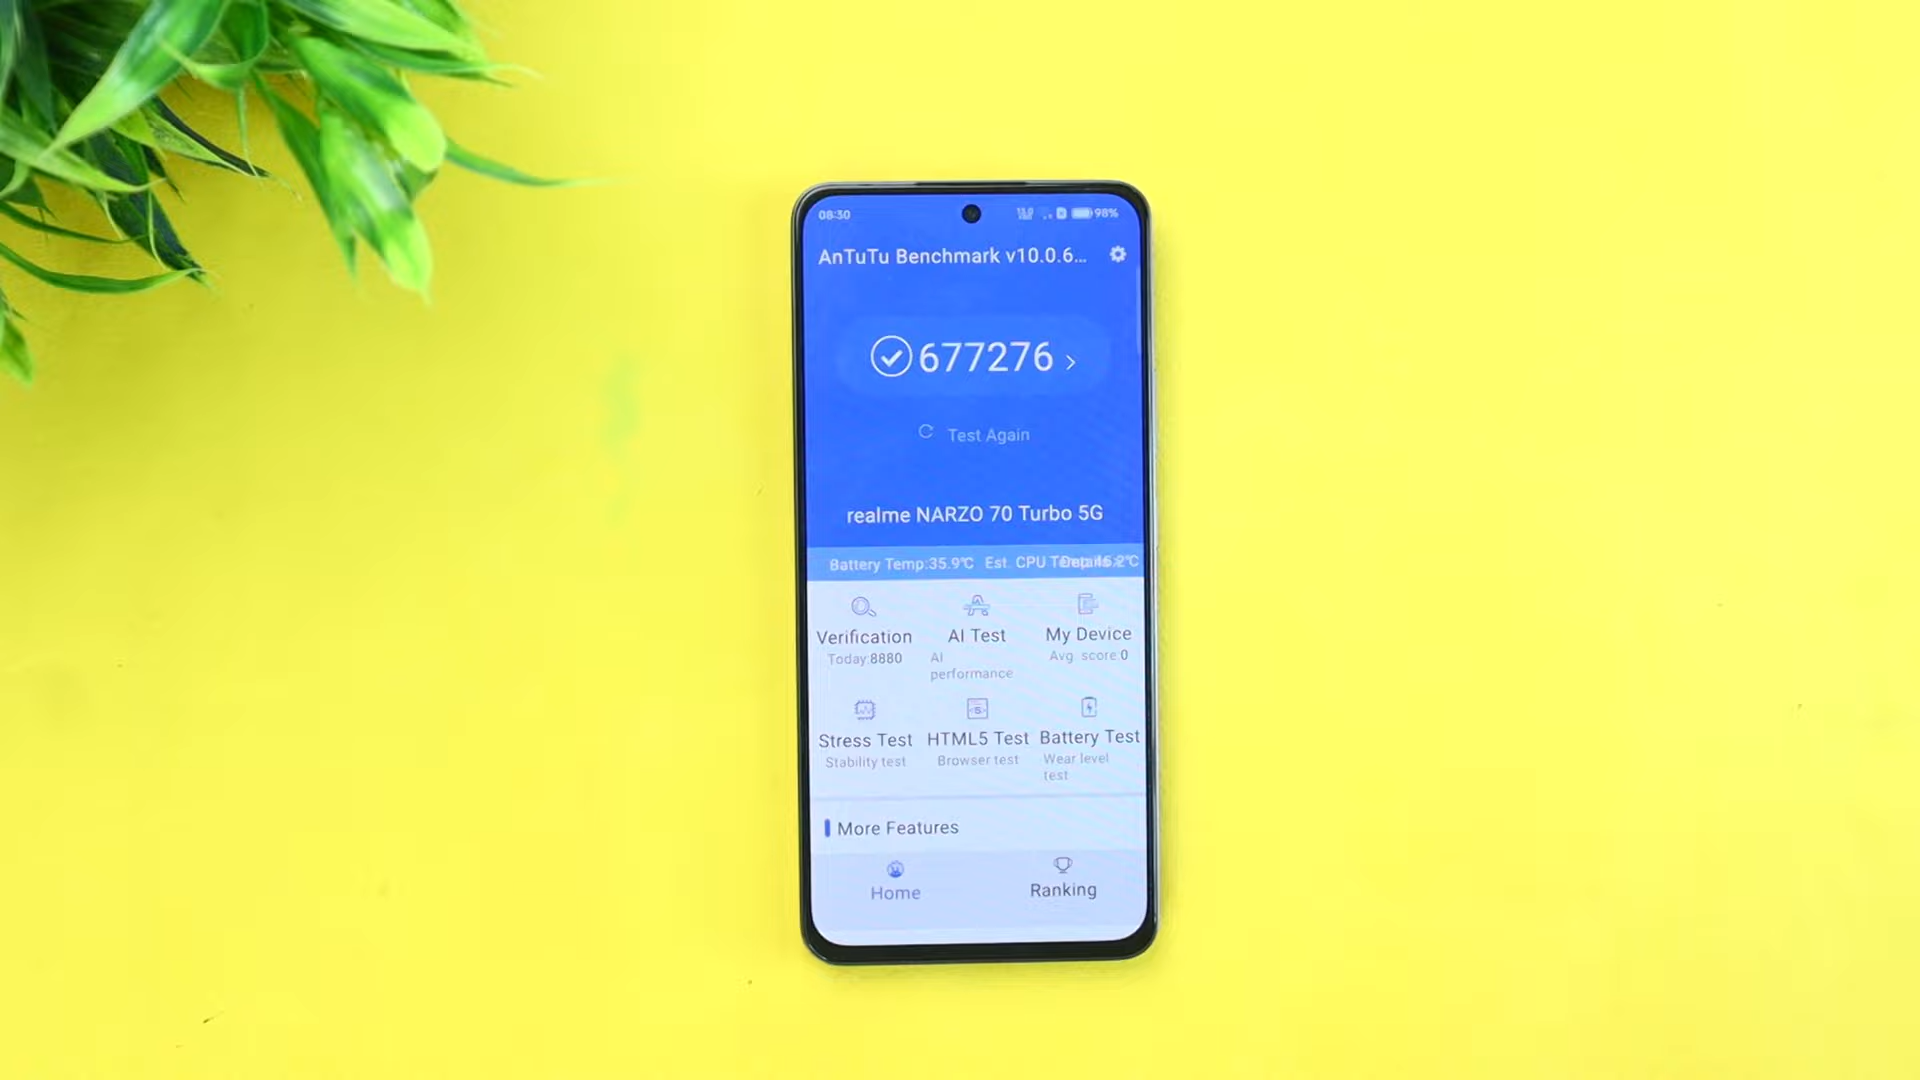 08:30
98%
AnTuTu Benchmark v10.0.6...
677276
Test Again
realme NARZO 70 Turbo 5G
Battery Temp:35.9℃ Est. CPU
Verification
Today:8880
AI Test
AI
performance
My Device
Avg. score:0
Stress Test
Stability test
HTML5 Test
Browser test
Battery Test
Wear level
test
More Features
Home
Ranking